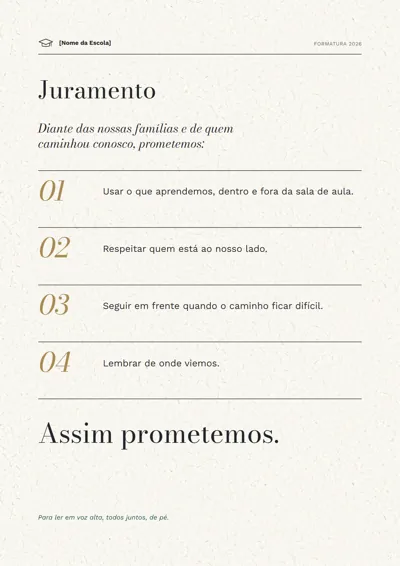 [Nome da Escola]
FORMATURA 2026
Juramento
Diante das nossas famílias e de quem
caminhou conosco, prometemos:
01
Usar o que aprendemos, dentro e fora da sala de aula.
02
Respeitar quem está ao nosso lado.
03
Seguir em frente quando o caminho ficar difícil.
04
Lembrar de onde viemos.
Assim prometemos.
Para ler em voz alta, todos juntos, de pé.